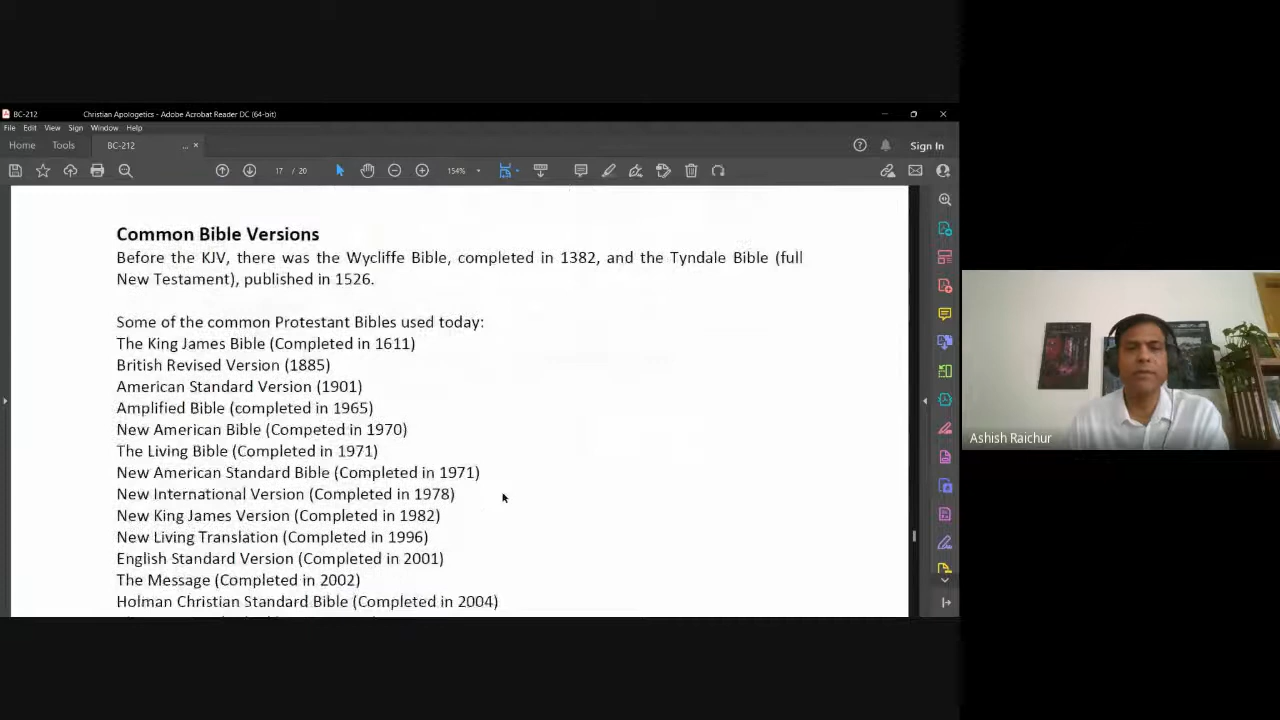 BC-212 Christian Apologetics - Adobe Acrobat Reader DC (64-bit)
File Edit View Sign Window Help
Home Tools BC-212 ... × Sign In
17 / 20 154%
Common Bible Versions
Before the KJV, there was the Wycliffe Bible, completed in 1382, and the Tyndale Bible (full
New Testament), published in 1526.
Some of the common Protestant Bibles used today:
The King James Bible (Completed in 1611)
British Revised Version (1885)
American Standard Version (1901)
Amplified Bible (completed in 1965)
New American Bible (Competed in 1970)
The Living Bible (Completed in 1971)
New American Standard Bible (Completed in 1971)
New International Version (Completed in 1978)
New King James Version (Completed in 1982)
New Living Translation (Completed in 1996)
English Standard Version (Completed in 2001)
The Message (Completed in 2002)
Holman Christian Standard Bible (Completed in 2004)
Ashish Raichur